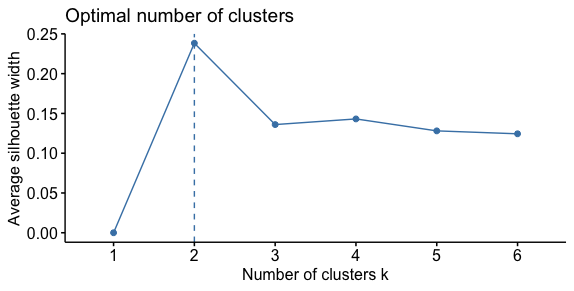 Optimal number of clusters
Average silhouette width
0.25
0.20
0.15
0.10
0.05
0.00
1 2 3 4 5 6
Number of clusters k